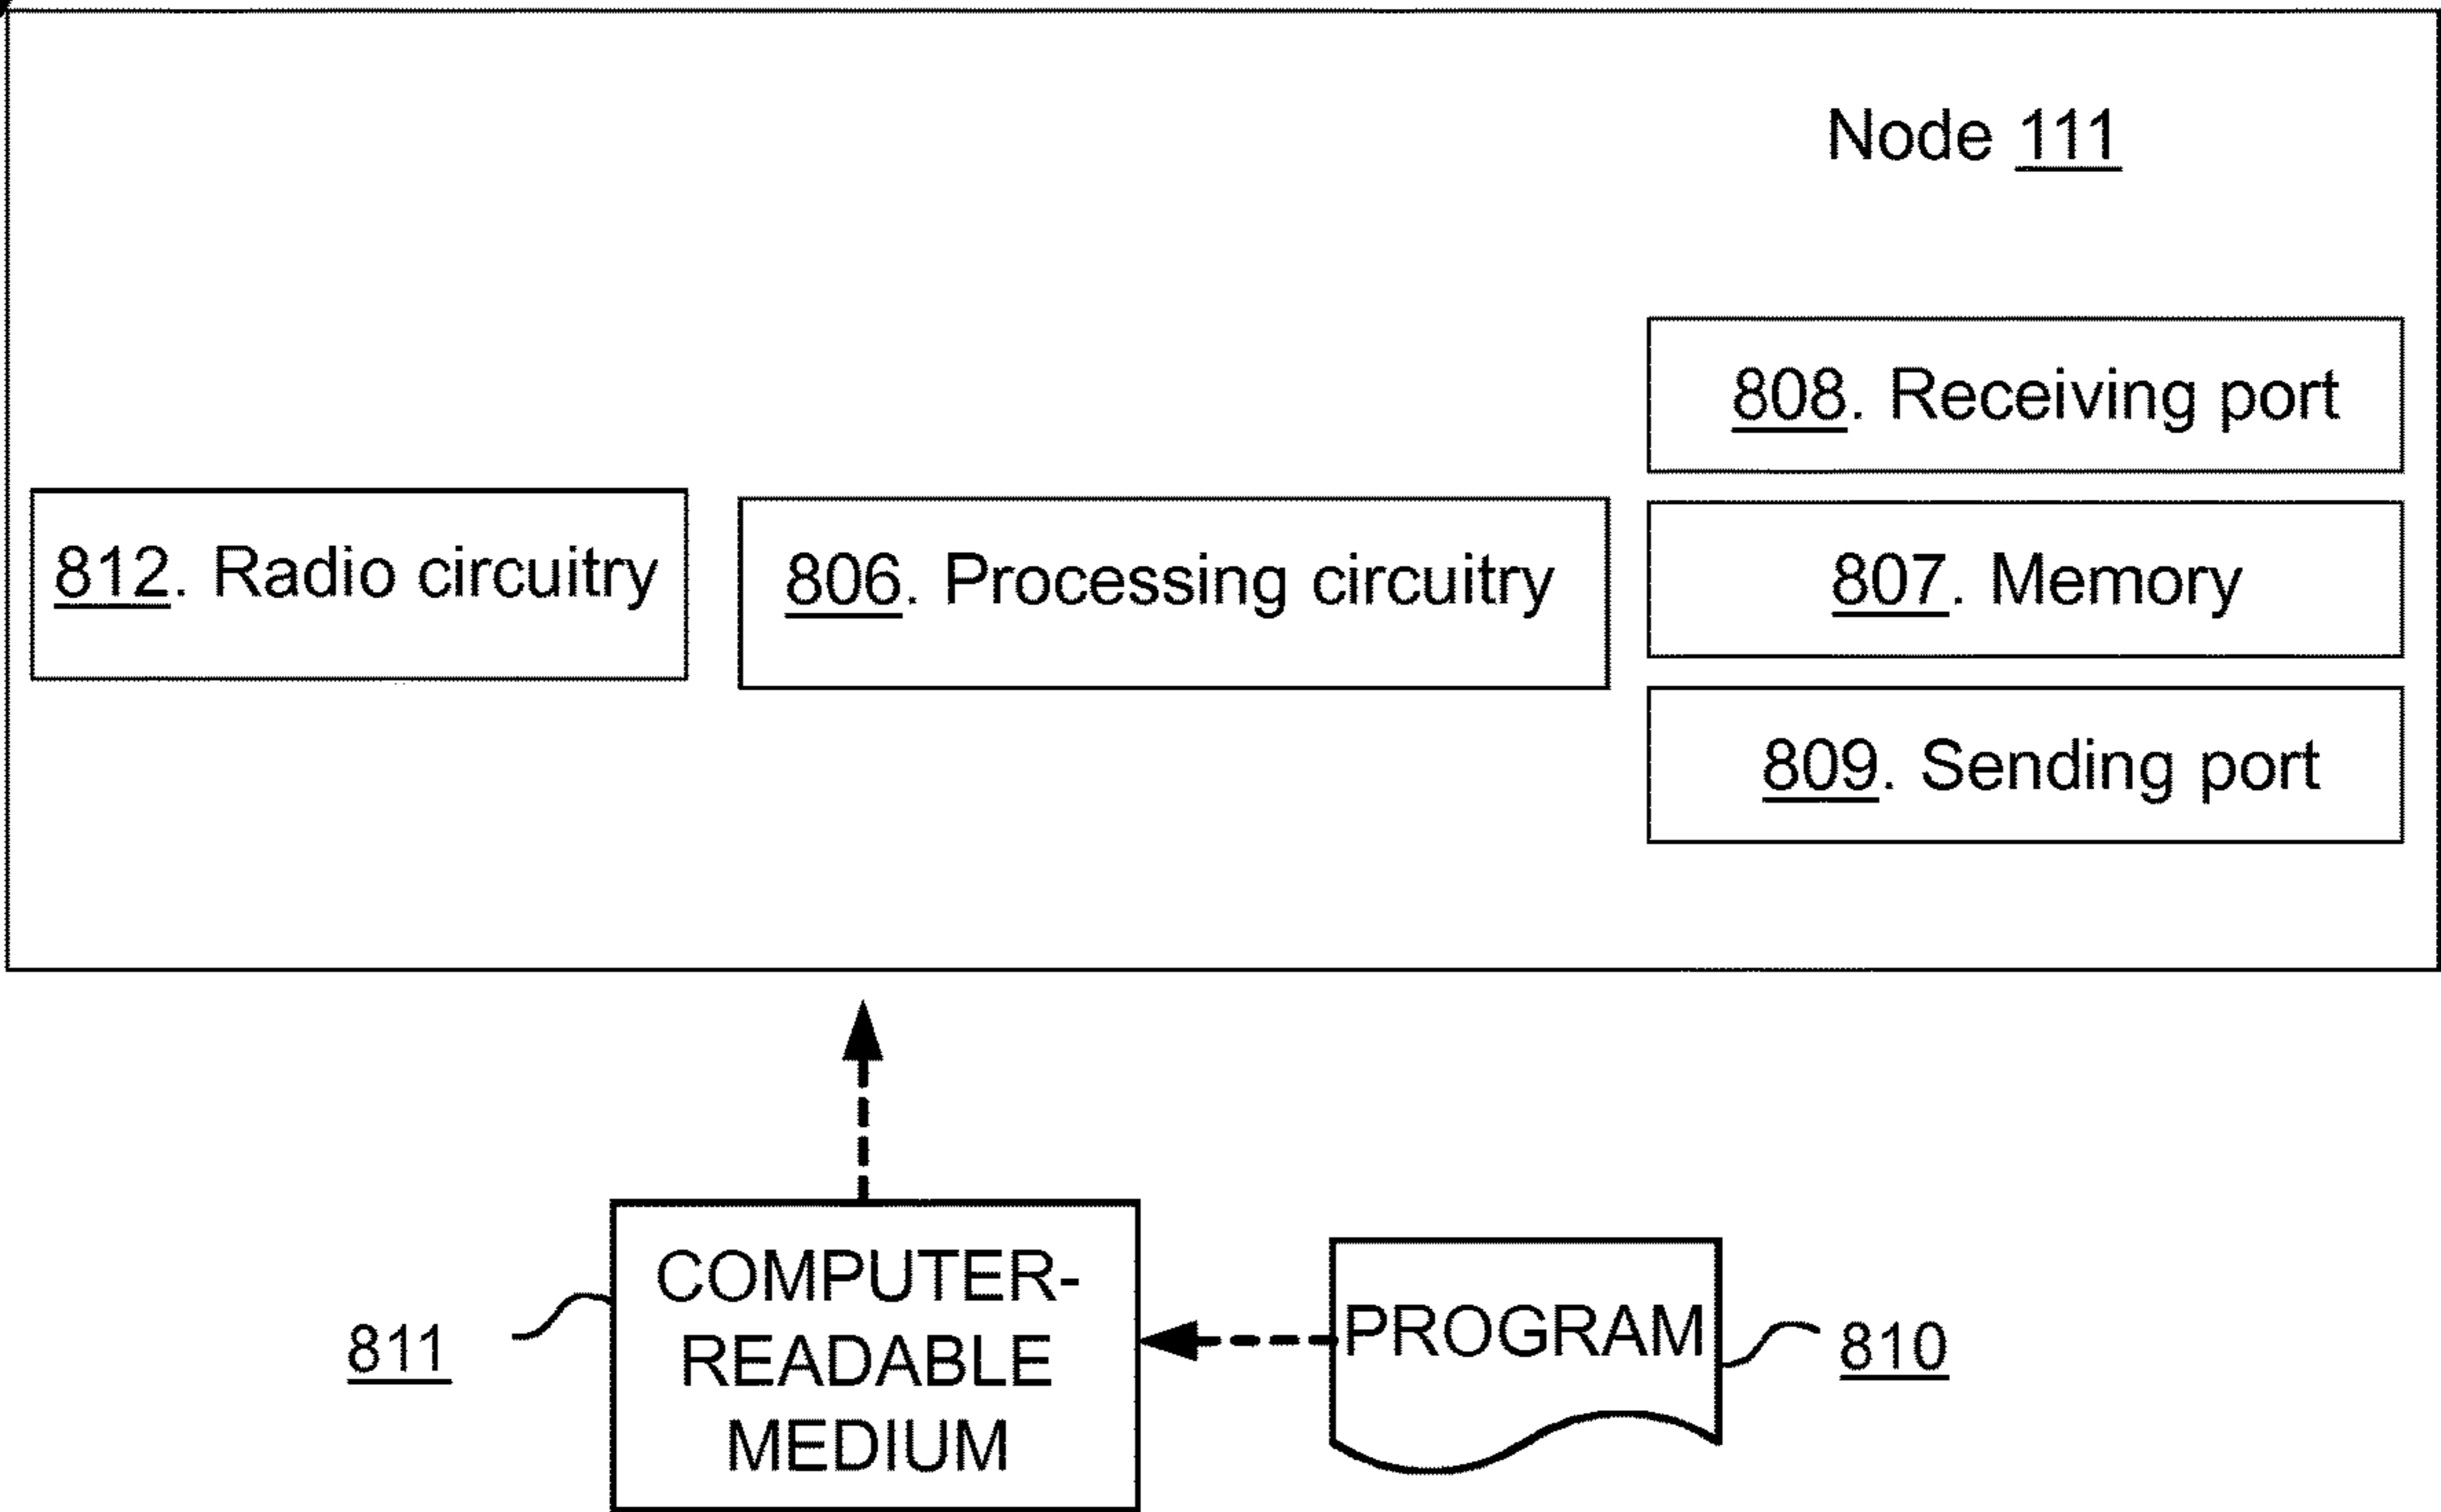 Node 111
808. Receiving port
812. Radio circuitry
806. Processing circuitry
807. Memory
809. Sending port
COMPUTER-
READABLE
MEDIUM
811
PROGRAM
810